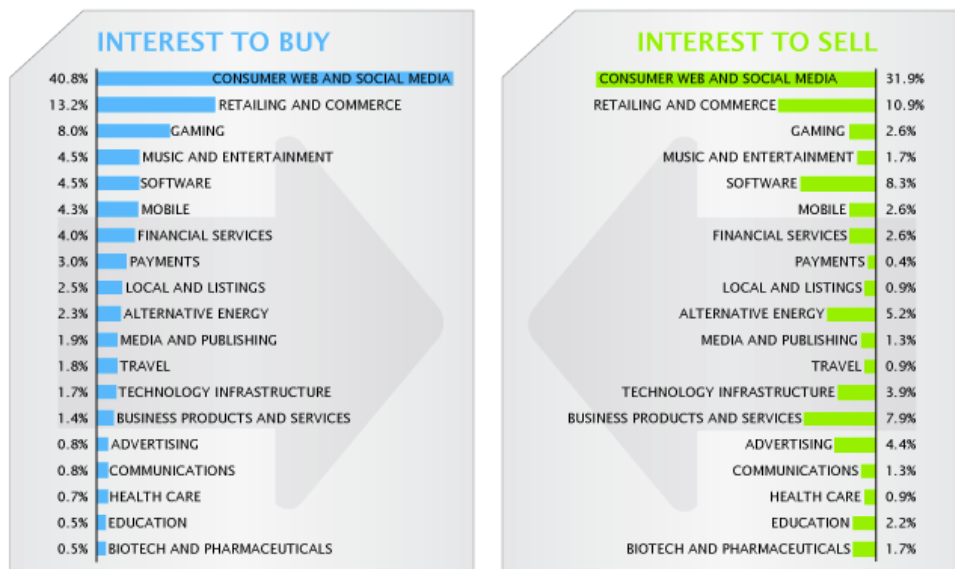 INTEREST TO BUY
40.8% CONSUMER WEB AND SOCIAL MEDIA
13.2% RETAILING AND COMMERCE
8.0% GAMING
4.5% MUSIC AND ENTERTAINMENT
4.5% SOFTWARE
4.3% MOBILE
4.0% FINANCIAL SERVICES
3.0% PAYMENTS
2.5% LOCAL AND LISTINGS
2.3% ALTERNATIVE ENERGY
1.9% MEDIA AND PUBLISHING
1.8% TRAVEL
1.7% TECHNOLOGY INFRASTRUCTURE
1.4% BUSINESS PRODUCTS AND SERVICES
0.8% ADVERTISING
0.8% COMMUNICATIONS
0.7% HEALTH CARE
0.5% EDUCATION
0.5% BIOTECH AND PHARMACEUTICALS
INTEREST TO SELL
CONSUMER WEB AND SOCIAL MEDIA 31.9%
RETAILING AND COMMERCE 10.9%
GAMING 2.6%
MUSIC AND ENTERTAINMENT 1.7%
SOFTWARE 8.3%
MOBILE 2.6%
FINANCIAL SERVICES 2.6%
PAYMENTS 0.4%
LOCAL AND LISTINGS 0.9%
ALTERNATIVE ENERGY 5.2%
MEDIA AND PUBLISHING 1.3%
TRAVEL 0.9%
TECHNOLOGY INFRASTRUCTURE 3.9%
BUSINESS PRODUCTS AND SERVICES 7.9%
ADVERTISING 4.4%
COMMUNICATIONS 1.3%
HEALTH CARE 0.9%
EDUCATION 2.2%
BIOTECH AND PHARMACEUTICALS 1.7%